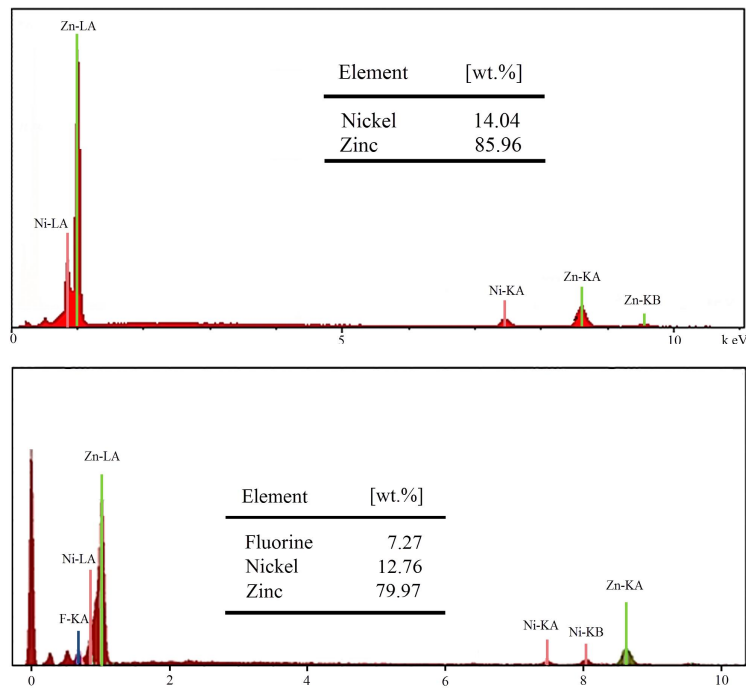 Zn-LA
Element [wt.%]
Nickel 14.04
Zinc 85.96
Ni-LA
Ni-KA
Zn-KA
Zn-KB
0 5 10 k eV
Zn-LA
Element [wt.%]
Fluorine 7.27
Nickel 12.76
Zinc 79.97
Ni-LA
F-KA
Zn-KA
Ni-KA
Ni-KB
0 2 4 6 8 10